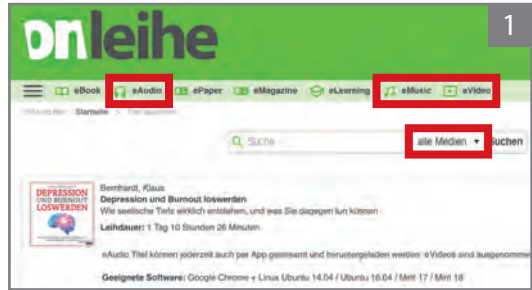 onleihe
1
eBook eAudio ePaper eMagazine eLearning eMusic eVideo
Startseite >
Suche alle Medien Suchen
DEPRESSION UND BURNOUT LOSWERDEN
Bernhardt, Klaus
Depression und Burnout loswerden
Wie seelische Tiefs wirklich entstehen, und was Sie dagegen tun können
Leihdauer: 1 Tag 10 Stunden 26 Minuten
eAudio Titel können jederzeit auch per App gestreamt und heruntergeladen werden. eVideos sind ausgenommen
Geeignete Software: Google Chrome + Linux Ubuntu 14.04 / Ubuntu 16.04 / Mint 17 / Mint 18